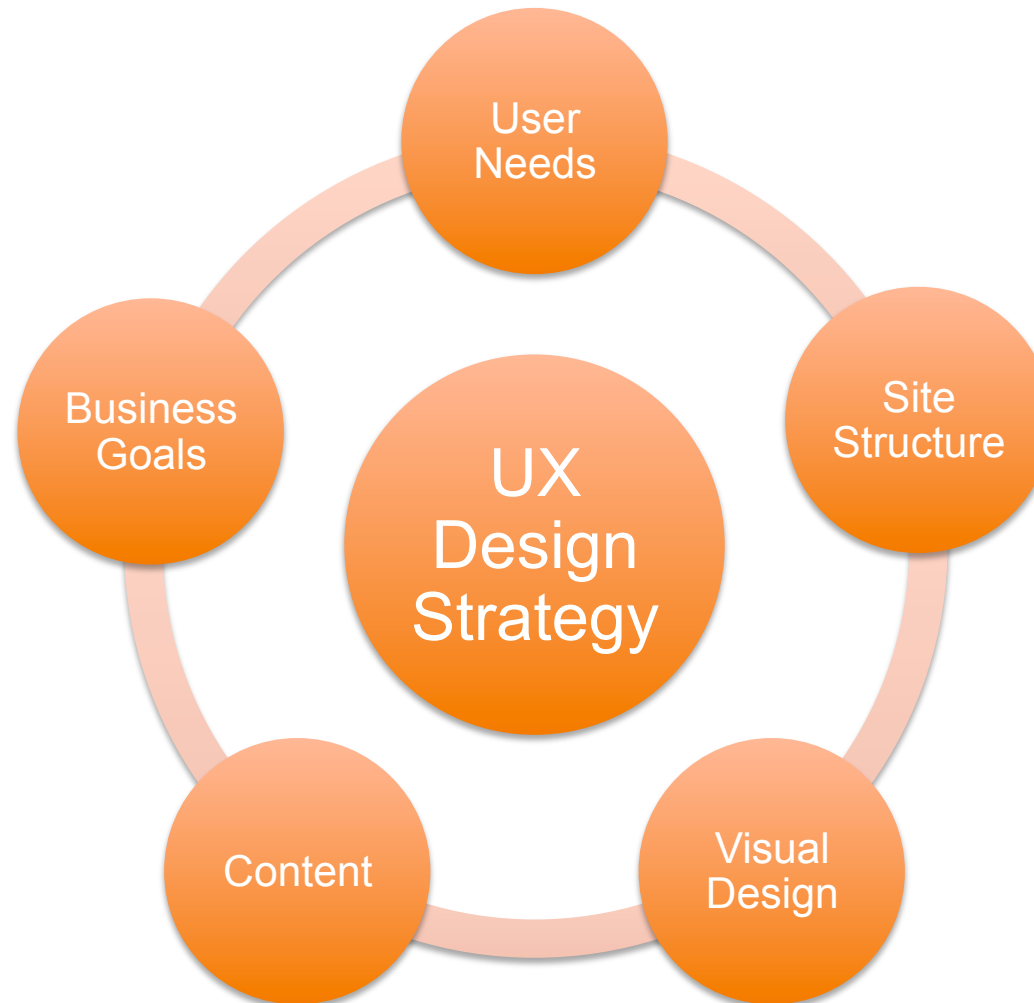 User
Needs
Site
Structure
Visual
Design
Content
Business
Goals
UX
Design
Strategy